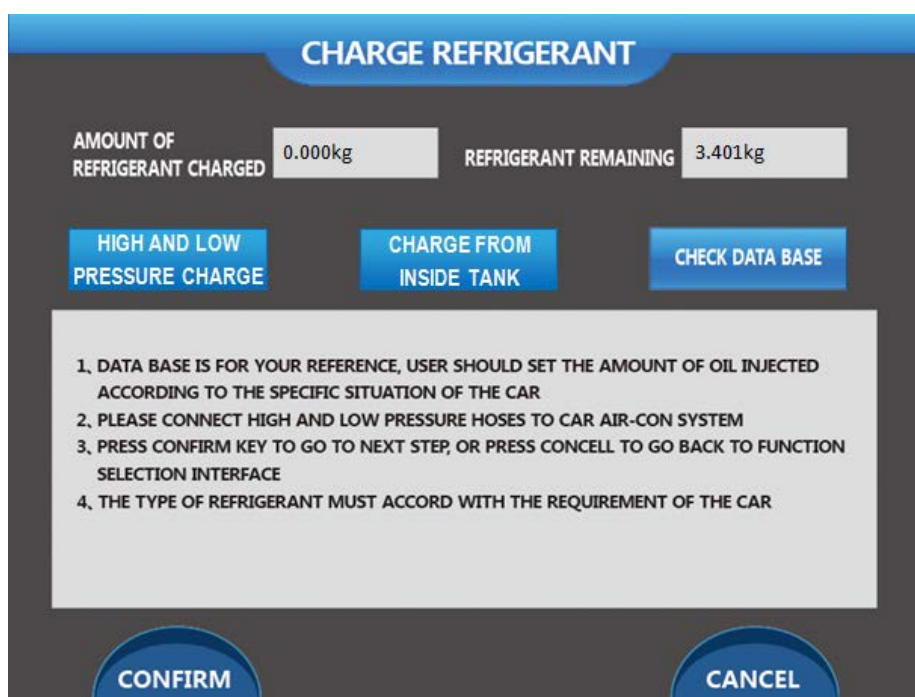 CHARGE REFRIGERANT
AMOUNT OF
REFRIGERANT CHARGED
0.000kg
REFRIGERANT REMAINING
3.401kg
HIGH AND LOW
PRESSURE CHARGE
CHARGE FROM
INSIDE TANK
CHECK DATA BASE
1、DATA BASE IS FOR YOUR REFERENCE, USER SHOULD SET THE AMOUNT OF OIL INJECTED
ACCORDING TO THE SPECIFIC SITUATION OF THE CAR
2、PLEASE CONNECT HIGH AND LOW PRESSURE HOSES TO CAR AIR-CON SYSTEM
3、PRESS CONFIRM KEY TO GO TO NEXT STEP, OR PRESS CONCELL TO GO BACK TO FUNCTION
SELECTION INTERFACE
4、THE TYPE OF REFRIGERANT MUST ACCORD WITH THE REQUIREMENT OF THE CAR
CONFIRM
CANCEL